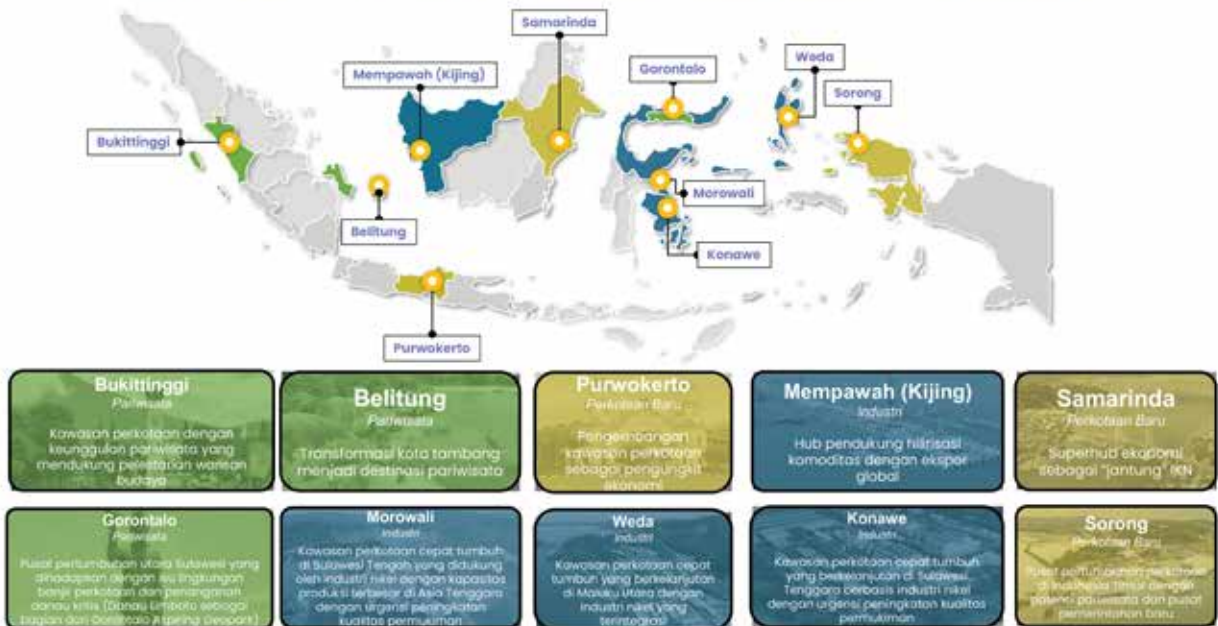 Samarinda
Mempawah (Kijing)
Gorontalo
Weda
Sorong
Bukittinggi
Morowali
Belitung
Konawe
Purwokerto
Bukittinggi
Pariwisata
Kawasan perkotaan dengan
keunggulan pariwisata yang
mendukung pelestarian warisan
budaya
Belitung
Pariwisata
Transformasi kota tambang
menjadi destinasi pariwisata
Purwokerto
Perkotaan Baru
Pengembangan
kawasan perkotaan
sebagai pengungkit
ekonomi
Mempawah (Kijing)
Industri
Hub pendukung hilirisasi
komoditas dengan ekspor
global
Samarinda
Perkotaan Baru
Superhub ekonomi
sebagai "jantung" IKN
Gorontalo
Pariwisata
Pusat pertumbuhan utara Sulawesi yang
dihadapkan dengan isu lingkungan
banjir perkotaan dan penanganan
danau kritis (Danau Limboto sebagai
bagian dari Gorontalo Aspiring Geopark)
Morowali
Industri
Kawasan perkotaan cepat tumbuh
di Sulawesi Tengah yang didukung
oleh industri nikel dengan kapasitas
produksi terbesar di Asia Tenggara
dengan urgensi peningkatan
kualitas permukiman
Weda
Industri
Kawasan perkotaan cepat
tumbuh yang berkelanjutan
di Maluku Utara dengan
industri nikel yang
terintegrasi
Konawe
Industri
Kawasan perkotaan cepat tumbuh
yang berkelanjutan di Sulawesi
Tenggara berbasis industri nikel
dengan urgensi peningkatan kualitas
permukiman
Sorong
Perkotaan Baru
Pusat pertumbuhan perkotaan
di Indonesia Timur dengan
potensi pariwisata dan pusat
pemerintahan baru